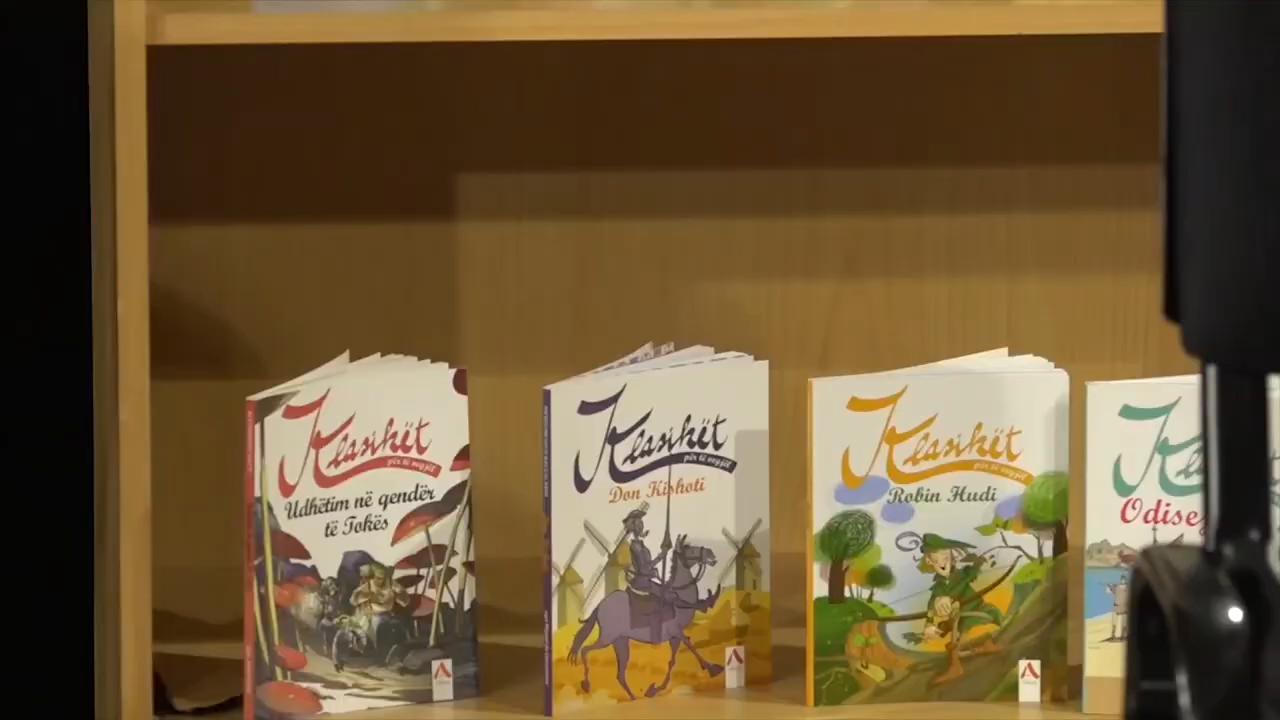 Klasikët
për të vegjël
Udhëtim në qendër
të Tokës
Klasikët
për të vegjël
Don Kishoti
Klasikët
për të vegjël
Robin Hudi